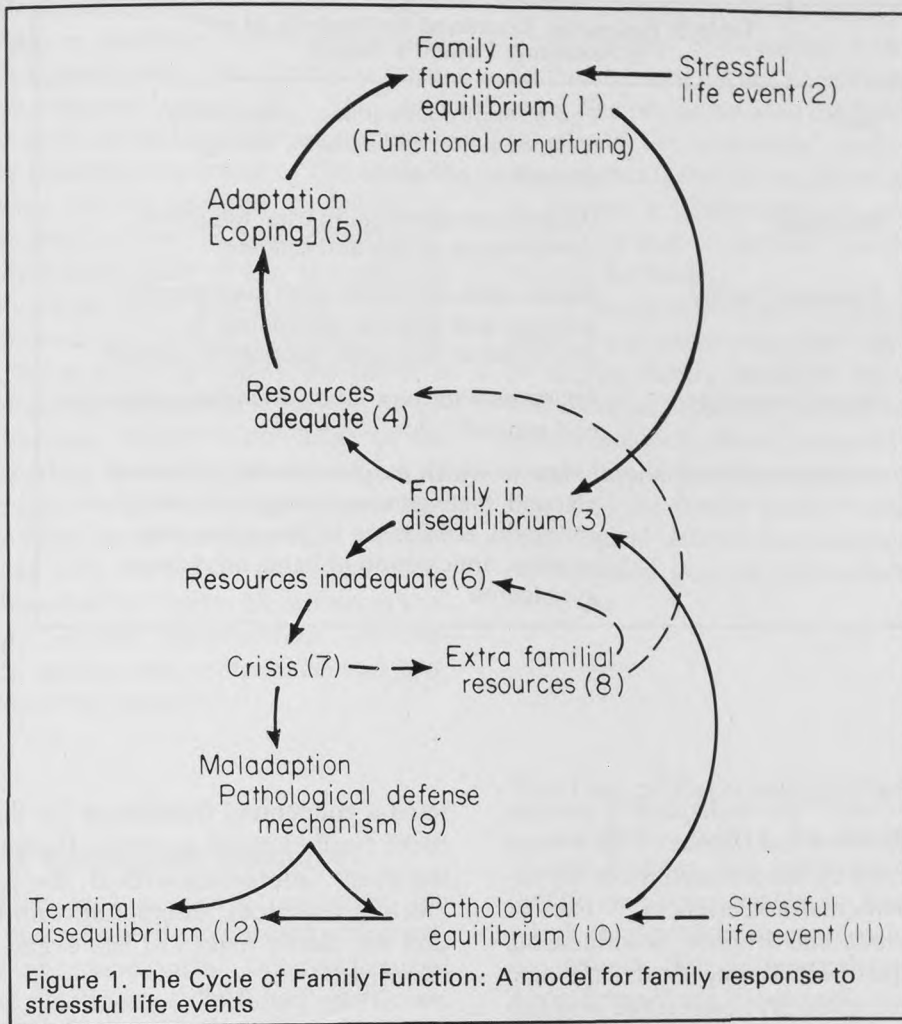 Family in
functional
equilibrium (1)
(Functional or nurturing)
Stressful
life event (2)
Adaptation
[coping] (5)
Resources
adequate (4)
Family in
disequilibrium (3)
Resources inadequate (6)
Crisis (7)
Extra familial
resources (8)
Maladaption
Pathological defense
mechanism (9)
Terminal
disequilibrium (12)
Pathological
equilibrium (10)
Stressful
life event (11)
Figure 1. The Cycle of Family Function: A model for family response to
stressful life events